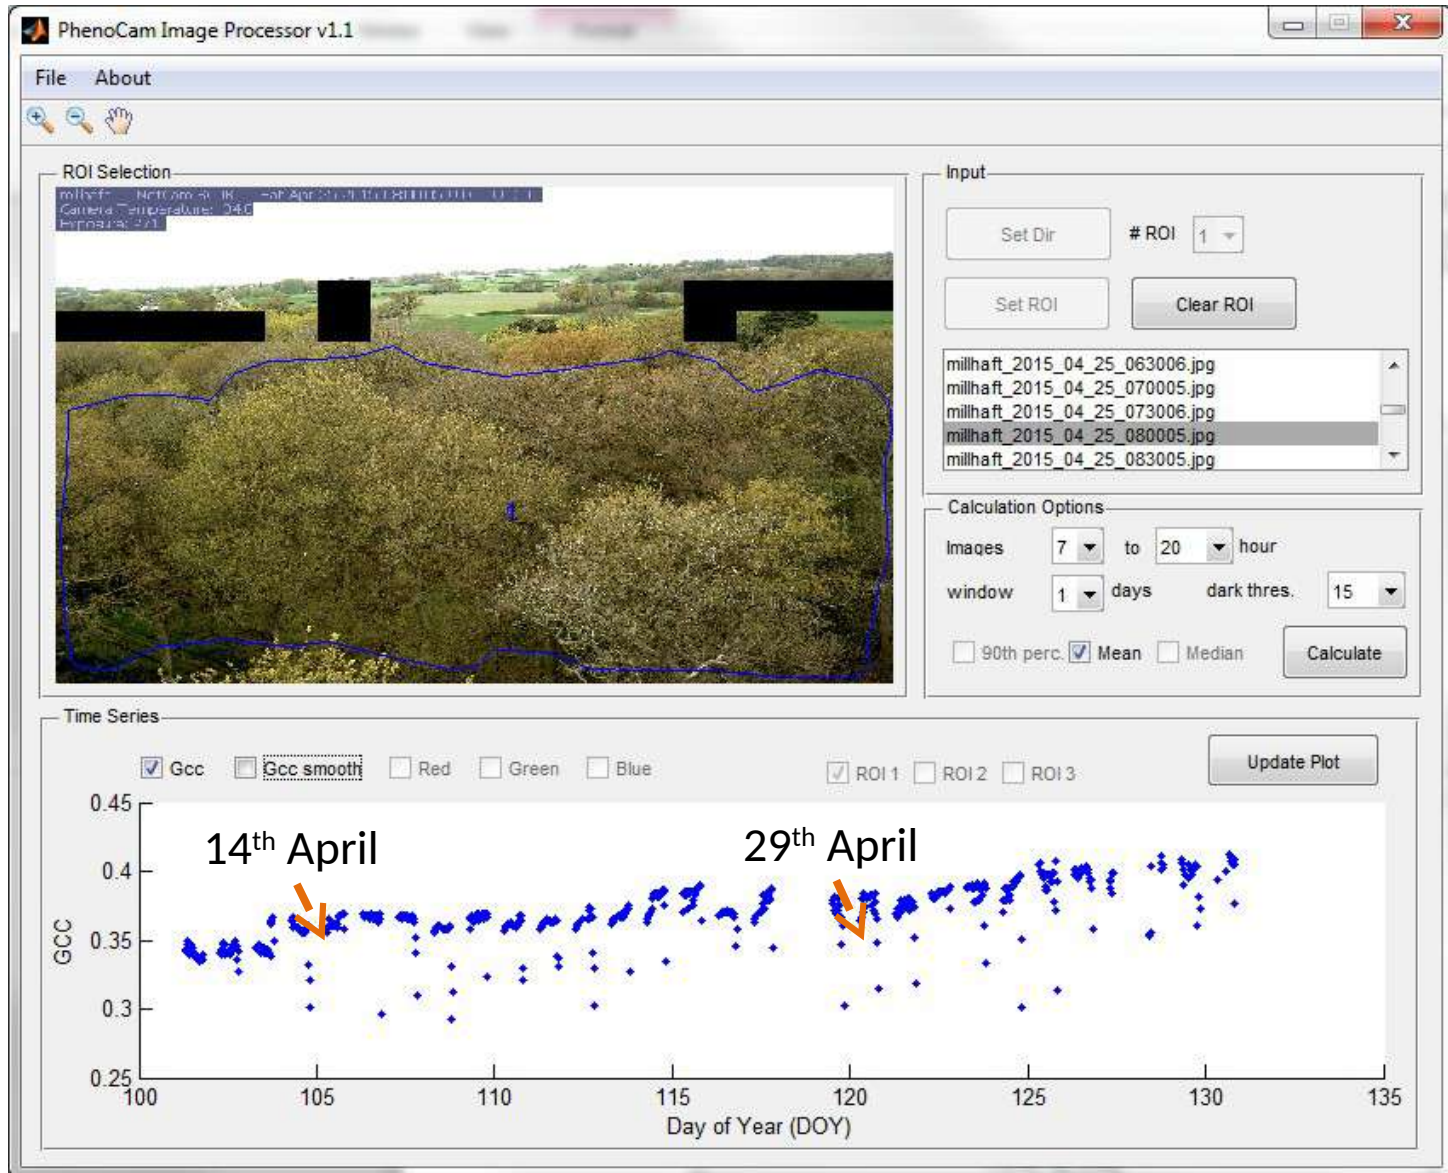 PhenoCam Image Processor v1.1
File About
ROI Selection
Camera Temperature:
Input
Set Dir # ROI 1
Set ROI Clear ROI
millhaft_2015_04_25_063006.jpg
millhaft_2015_04_25_070005.jpg
millhaft_2015_04_25_073006.jpg
millhaft_2015_04_25_080005.jpg
millhaft_2015_04_25_083005.jpg
1
Calculation Options
Images 7 to 20 hour
window 1 days dark thres. 15
90th perc. Mean Median Calculate
Time Series
Gcc Gcc smooth Red Green Blue ROI 1 ROI 2 ROI 3 Update Plot
0.45
0.4
0.35
0.3
0.25
GCC
14th April 29th April
100 105 110 115 120 125 130 135
Day of Year (DOY)